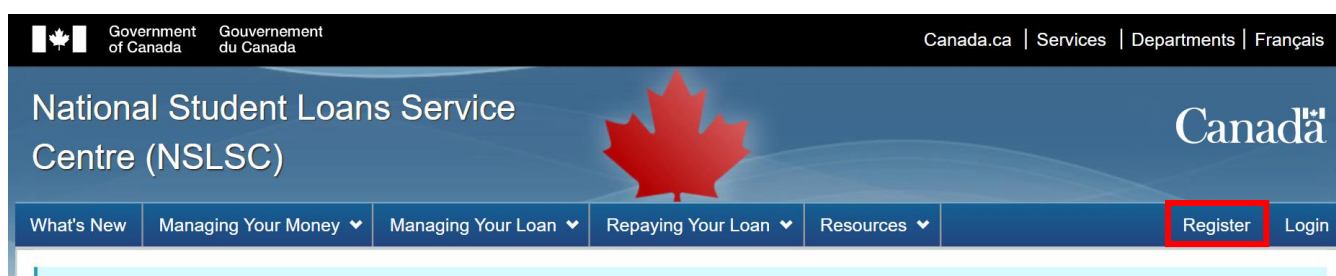 Government Gouvernement
of Canada du Canada
Canada.ca | Services | Departments | Français
National Student Loans Service
Centre (NSLSC)
Canada
What's New Managing Your Money Managing Your Loan Repaying Your Loan Resources Register Login